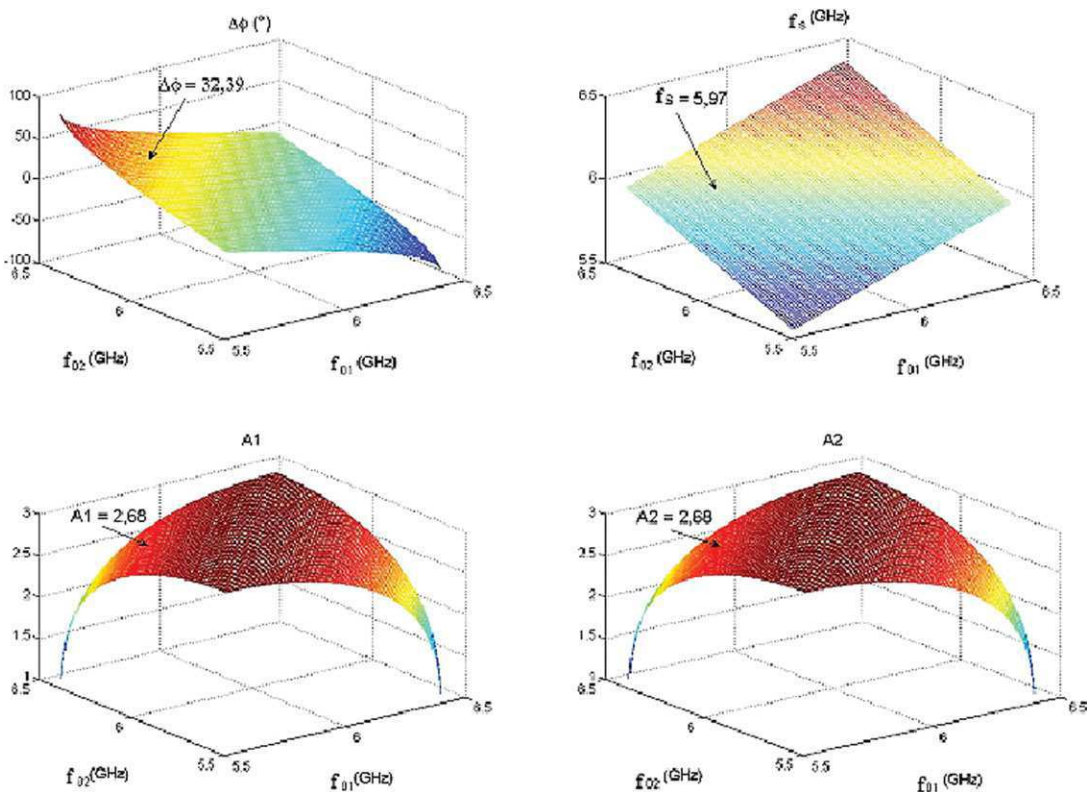 Δϕ (°)
Δϕ = 32,39
100
50
0
-50
-100
6.5
6
5.5
5.5
6
6.5
f02 (GHz)
f01 (GHz)
fs (GHz)
fs = 5,97
6.5
6
5.5
6.5
6
5.5
5.5
6
6.5
f02 (GHz)
f01 (GHz)
A1
A1 = 2,68
3
2.5
2
1.5
1
6.5
6
5.5
5.5
6
6.5
f02 (GHz)
f01 (GHz)
A2
A2 = 2,68
3
2.5
2
1.5
1
6.5
6
5.5
5.5
6
6.5
f02 (GHz)
f01 (GHz)